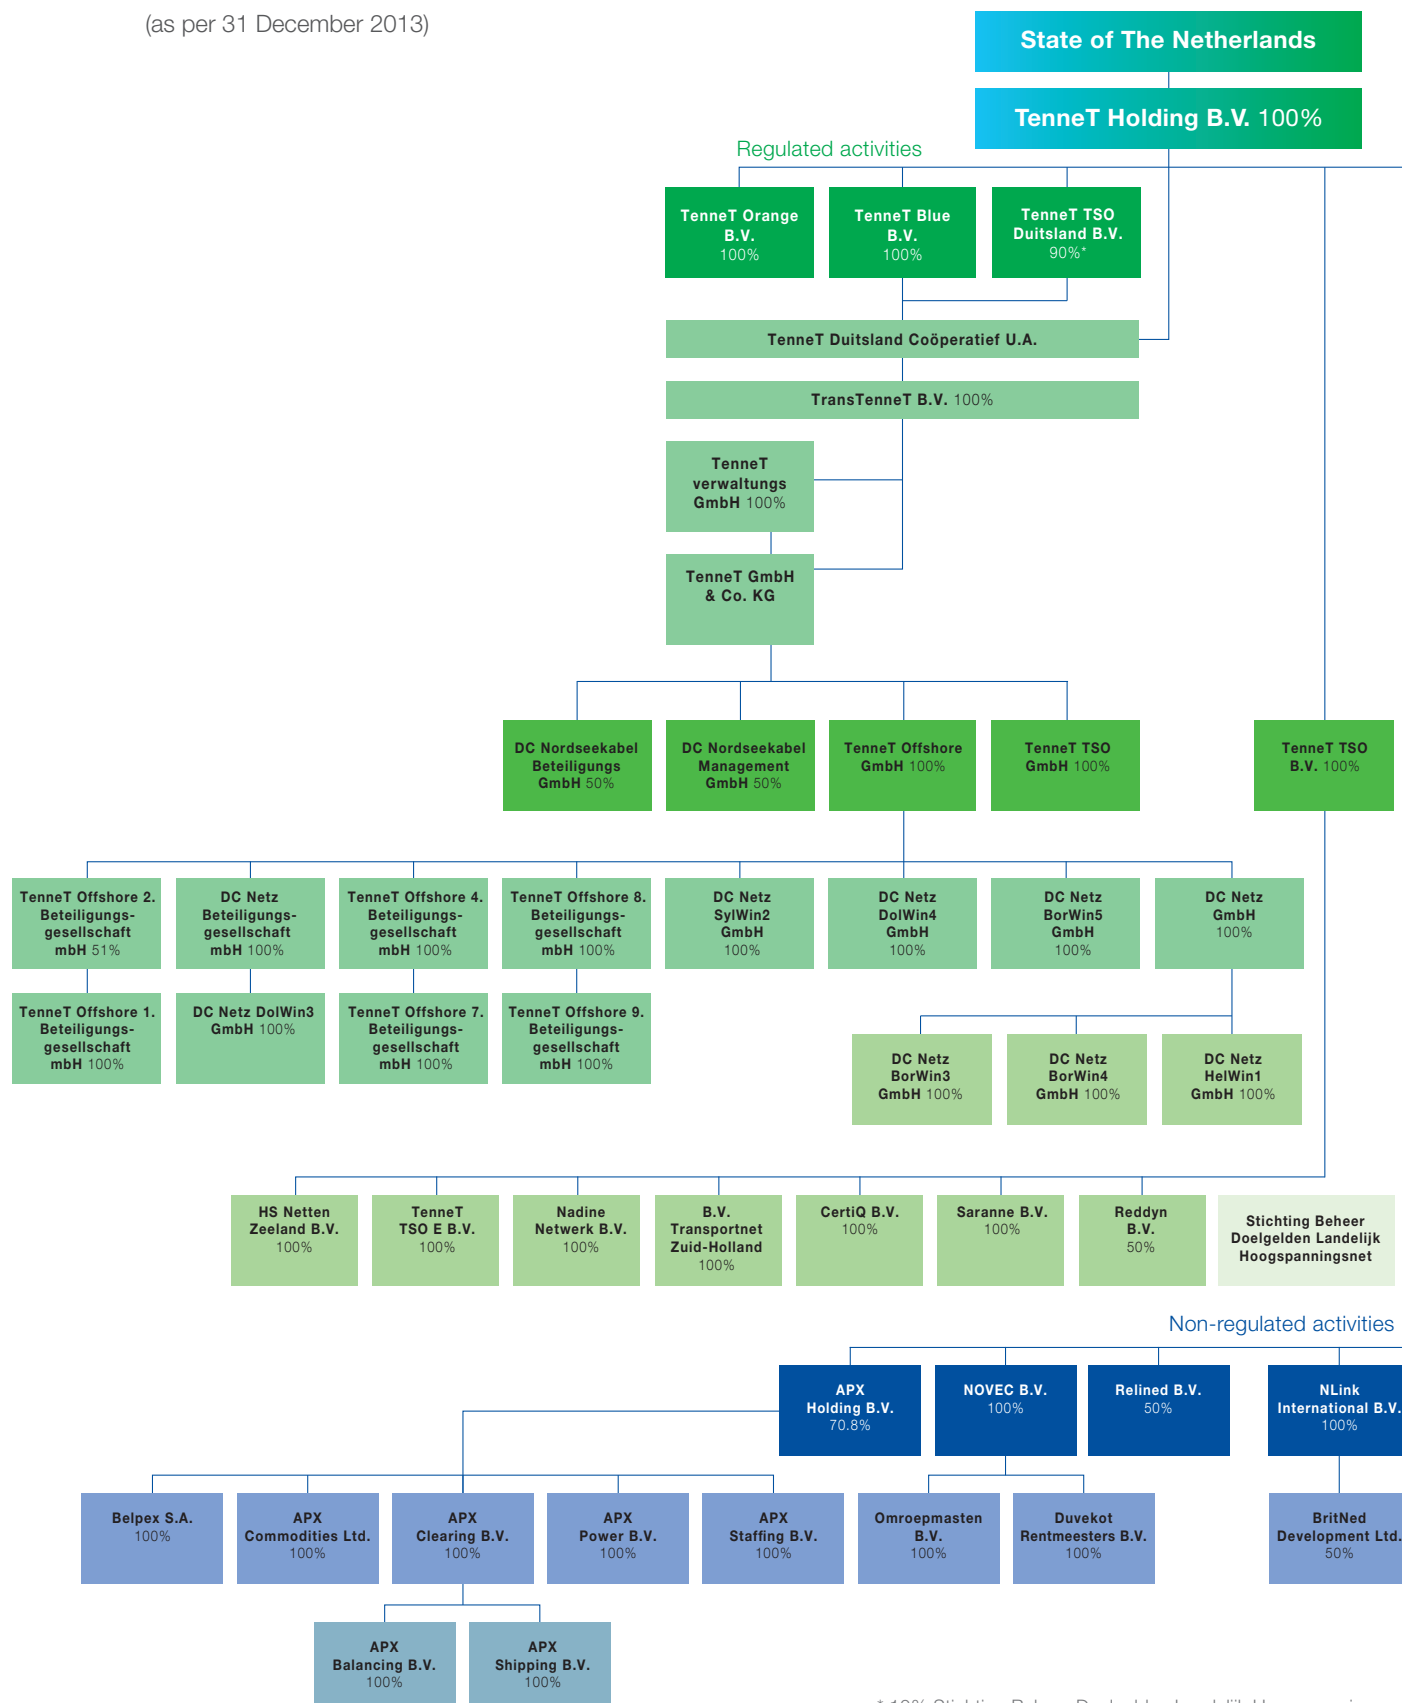 (as per 31 December 2013)
State of The Netherlands
TenneT Holding B.V. 100%
Regulated activities
TenneT Orange
B.V.
100%
TenneT Blue
B.V.
100%
TenneT TSO
Duitsland B.V.
90%*
TenneT Duitsland Coöperatief U.A.
TransTenneT B.V. 100%
TenneT
verwaltungs
GmbH 100%
TenneT GmbH
& Co. KG
DC Nordseekabel
Beteiligungs
GmbH 50%
DC Nordseekabel
Management
GmbH 50%
TenneT Offshore
GmbH 100%
TenneT TSO
GmbH 100%
TenneT TSO
B.V. 100%
TenneT Offshore 2.
Beteiligungs-
gesellschaft
mbH 51%
DC Netz
Beteiligungs-
gesellschaft
mbH 100%
TenneT Offshore 4.
Beteiligungs-
gesellschaft
mbH 100%
TenneT Offshore 8.
Beteiligungs-
gesellschaft
mbH 100%
DC Netz
SylWin2
GmbH
100%
DC Netz
DolWin4
GmbH
100%
DC Netz
BorWin5
GmbH
100%
DC Netz
GmbH
100%
TenneT Offshore 1.
Beteiligungs-
gesellschaft
mbH 100%
DC Netz DolWin3
GmbH 100%
TenneT Offshore 7.
Beteiligungs-
gesellschaft
mbH 100%
TenneT Offshore 9.
Beteiligungs-
gesellschaft
mbH 100%
DC Netz
BorWin3
GmbH 100%
DC Netz
BorWin4
GmbH 100%
DC Netz
HelWin1
GmbH 100%
HS Netten
Zeeland B.V.
100%
TenneT
TSO E B.V.
100%
Nadine
Netwerk B.V.
100%
B.V.
Transportnet
Zuid-Holland
100%
CertiQ B.V.
100%
Saranne B.V.
100%
Reddyn
B.V.
50%
Stichting Beheer
Doelgelden Landelijk
Hoogspanningsnet
Non-regulated activities
APX
Holding B.V.
70.8%
NOVEC B.V.
100%
Relined B.V.
50%
NLink
International B.V.
100%
Belpex S.A.
100%
APX
Commodities Ltd.
100%
APX
Clearing B.V.
100%
APX
Power B.V.
100%
APX
Staffing B.V.
100%
Omroepmasten
B.V.
100%
Duvekot
Rentmeesters B.V.
100%
BritNed
Development Ltd.
50%
APX
Balancing B.V.
100%
APX
Shipping B.V.
100%